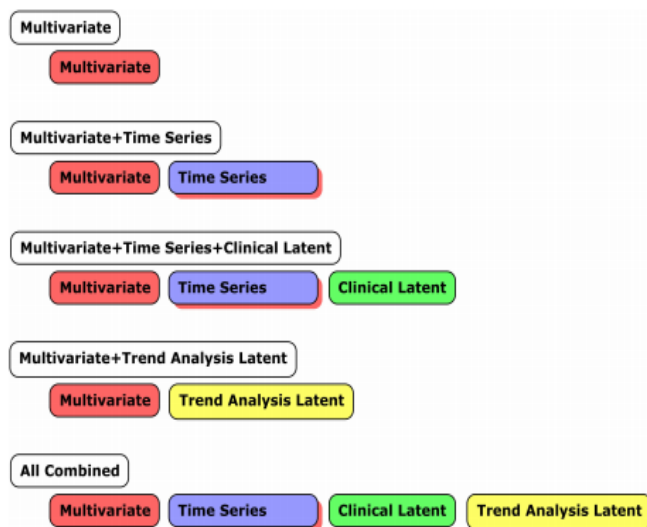 Multivariate
Multivariate
Multivariate+Time Series
Multivariate Time Series
Multivariate+Time Series+Clinical Latent
Multivariate Time Series Clinical Latent
Multivariate+Trend Analysis Latent
Multivariate Trend Analysis Latent
All Combined
Multivariate Time Series Clinical Latent Trend Analysis Latent